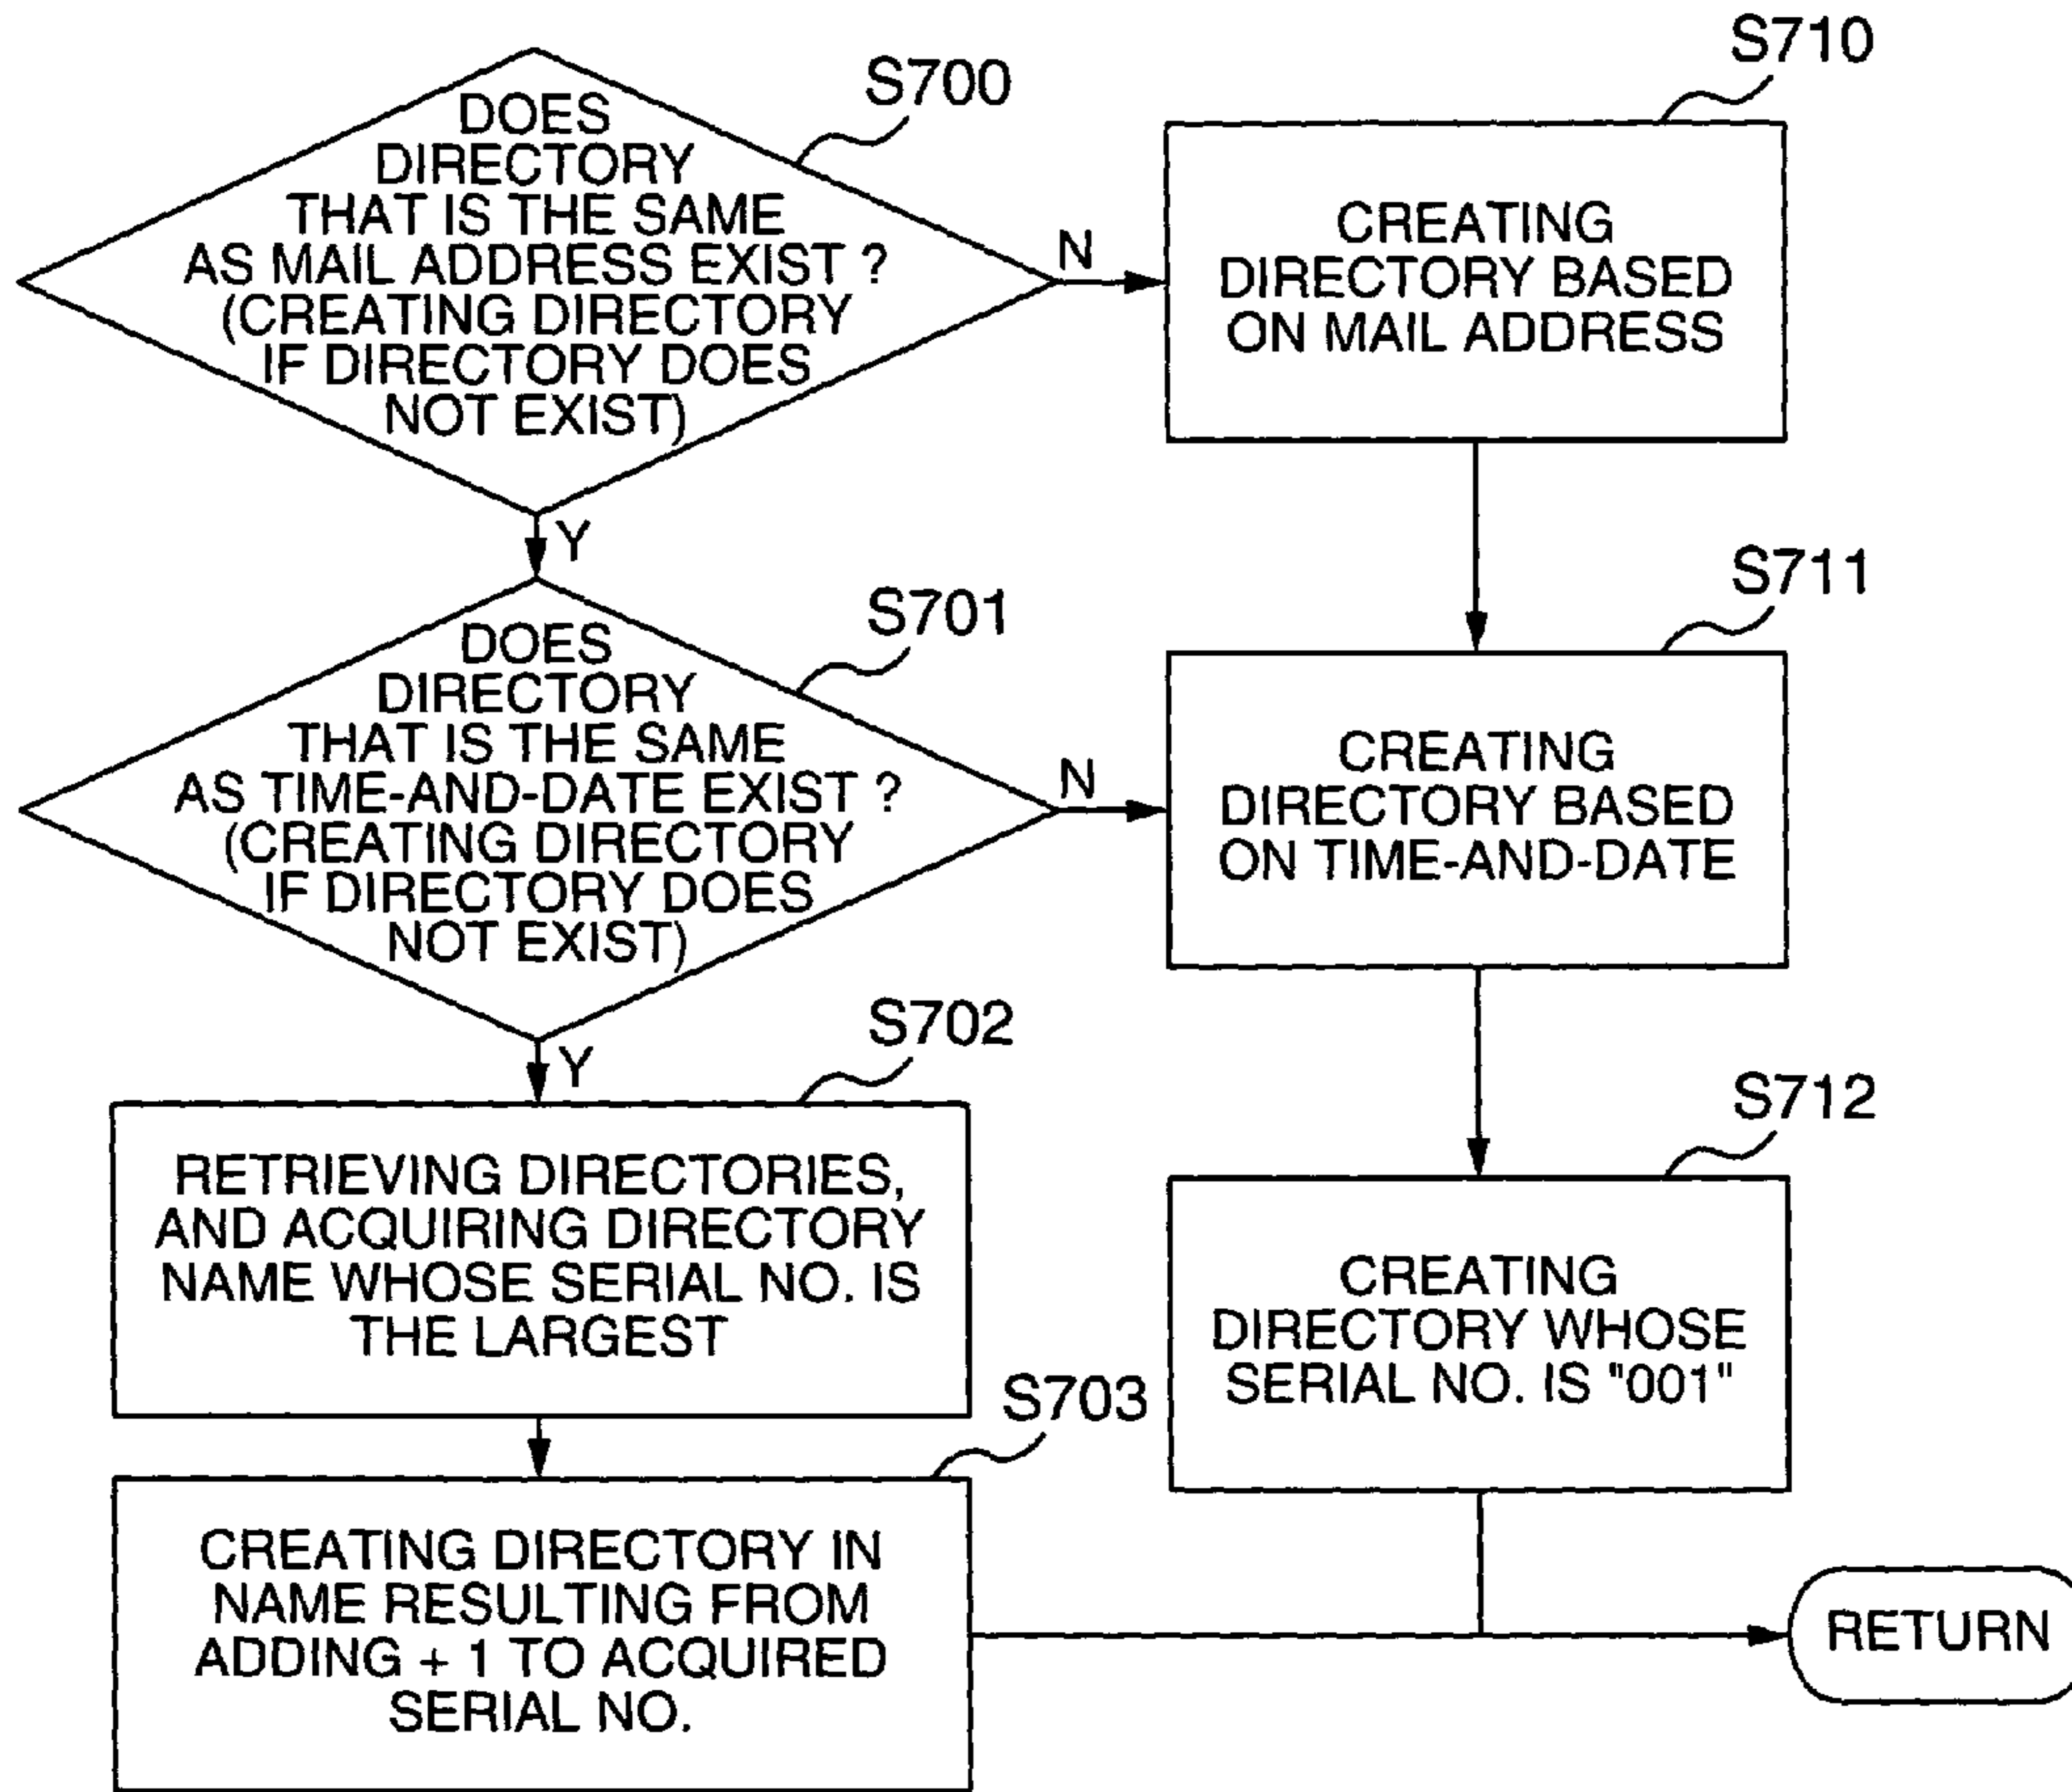 S700
DOES
DIRECTORY
THAT IS THE SAME
AS MAIL ADDRESS EXIST ?
(CREATING DIRECTORY
IF DIRECTORY DOES
NOT EXIST)
N
Y
S710
CREATING
DIRECTORY BASED
ON MAIL ADDRESS
S701
DOES
DIRECTORY
THAT IS THE SAME
AS TIME-AND-DATE EXIST ?
(CREATING DIRECTORY
IF DIRECTORY DOES
NOT EXIST)
N
Y
S711
CREATING
DIRECTORY BASED
ON TIME-AND-DATE
S702
RETRIEVING DIRECTORIES,
AND ACQUIRING DIRECTORY
NAME WHOSE SERIAL NO. IS
THE LARGEST
S712
CREATING
DIRECTORY WHOSE
SERIAL NO. IS "001"
S703
CREATING DIRECTORY IN
NAME RESULTING FROM
ADDING + 1 TO ACQUIRED
SERIAL NO.
RETURN